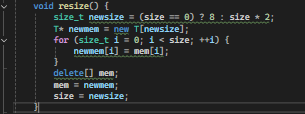 void resize() {
size_t newsize = (size == 0) ? 8 : size * 2;
T* newmem = new T[newsize];
for (size_t i = 0; i < size; ++i) {
newmem[i] = mem[i];
}
delete[] mem;
mem = newmem;
size = newsize;
}